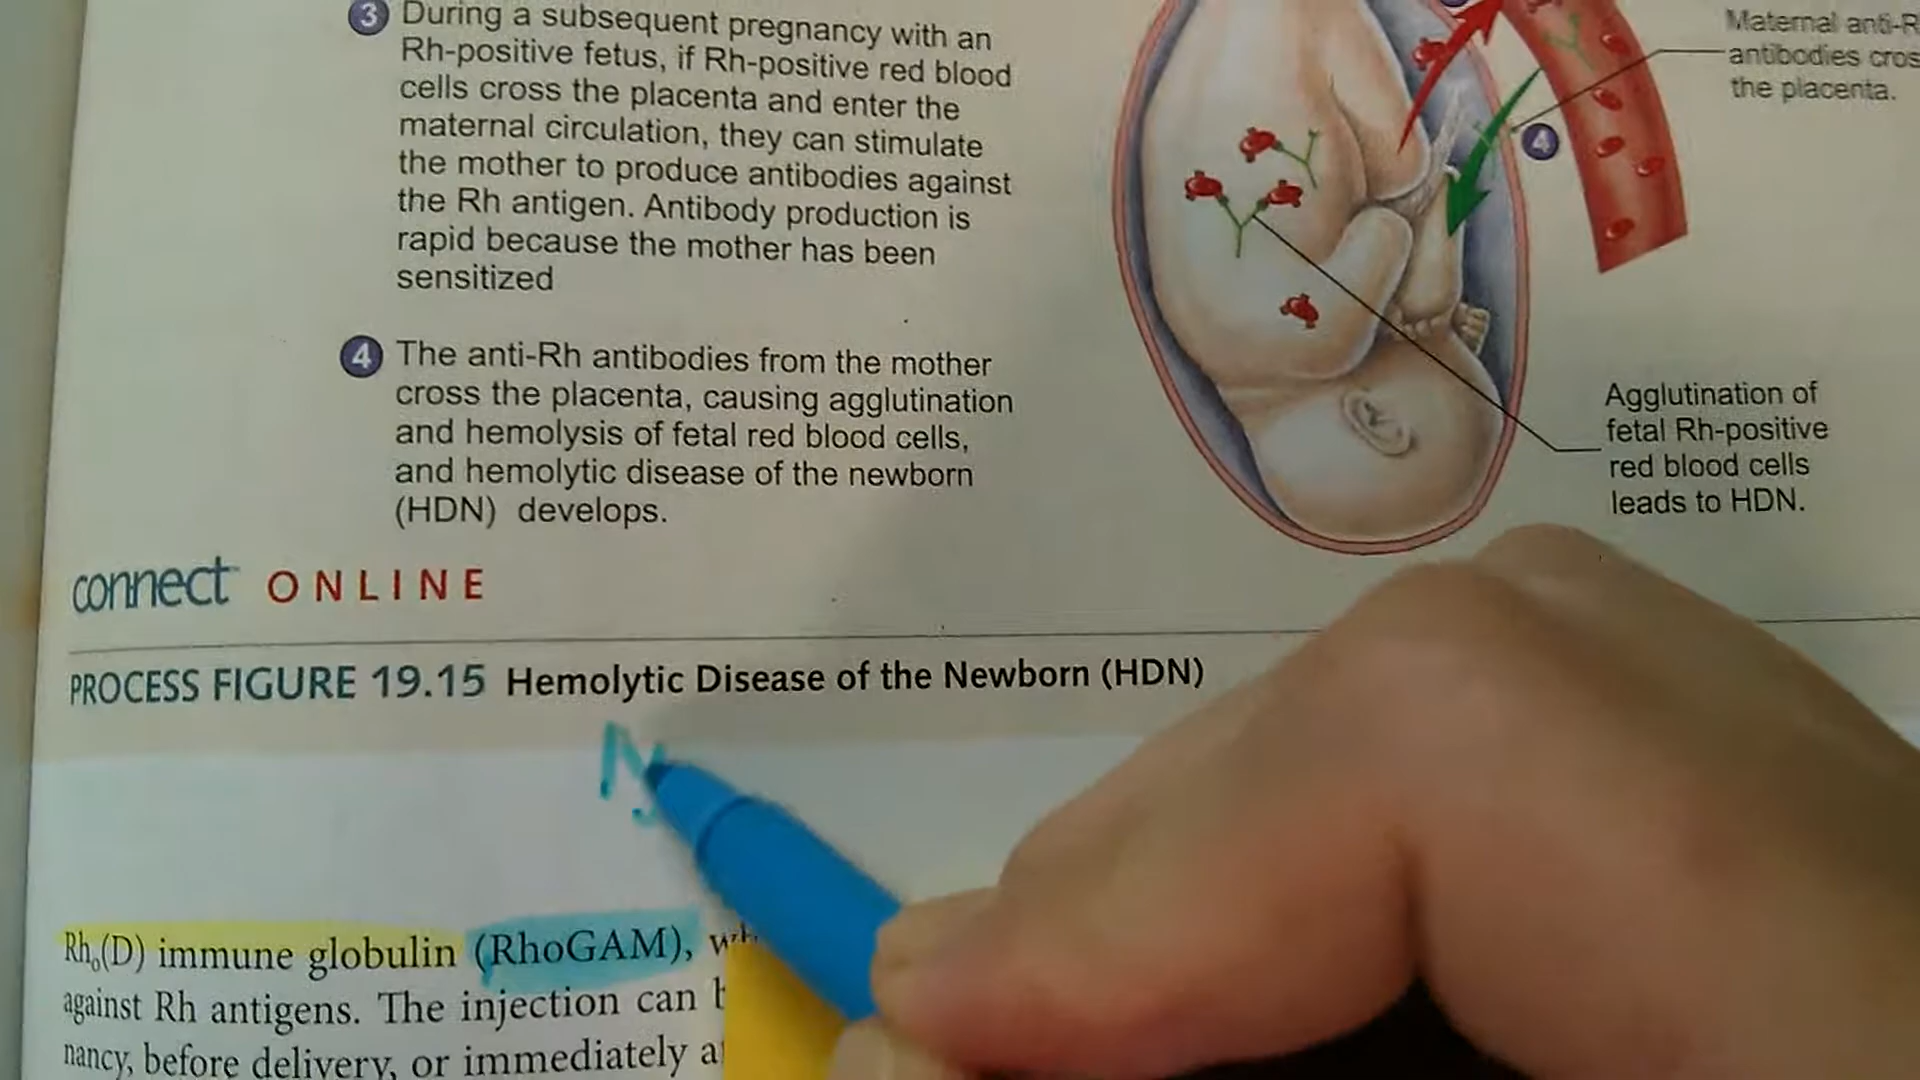 3 During a subsequent pregnancy with an
Rh-positive fetus, if Rh-positive red blood
cells cross the placenta and enter the
maternal circulation, they can stimulate
the mother to produce antibodies against
the Rh antigen. Antibody production is
rapid because the mother has been
sensitized
4 The anti-Rh antibodies from the mother
cross the placenta, causing agglutination
and hemolysis of fetal red blood cells,
and hemolytic disease of the newborn
(HDN) develops.
Maternal anti-R
antibodies cros
the placenta.
4
Agglutination of
fetal Rh-positive
red blood cells
leads to HDN.
connect ONLINE
PROCESS FIGURE 19.15 Hemolytic Disease of the Newborn (HDN)
Rho(D) immune globulin (RhoGAM),
against Rh antigens. The injection can
nancy, before delivery, or immediately